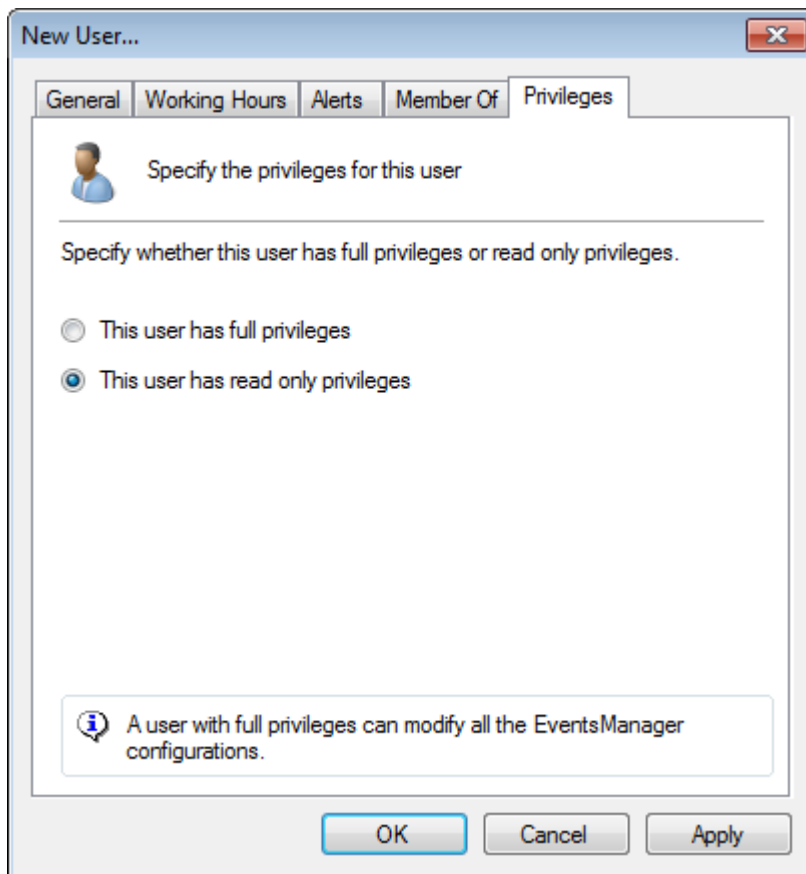 New User...
General Working Hours Alerts Member Of Privileges
Specify the privileges for this user
Specify whether this user has full privileges or read only privileges.
This user has full privileges
This user has read only privileges
A user with full privileges can modify all the EventsManager
configurations.
OK Cancel Apply